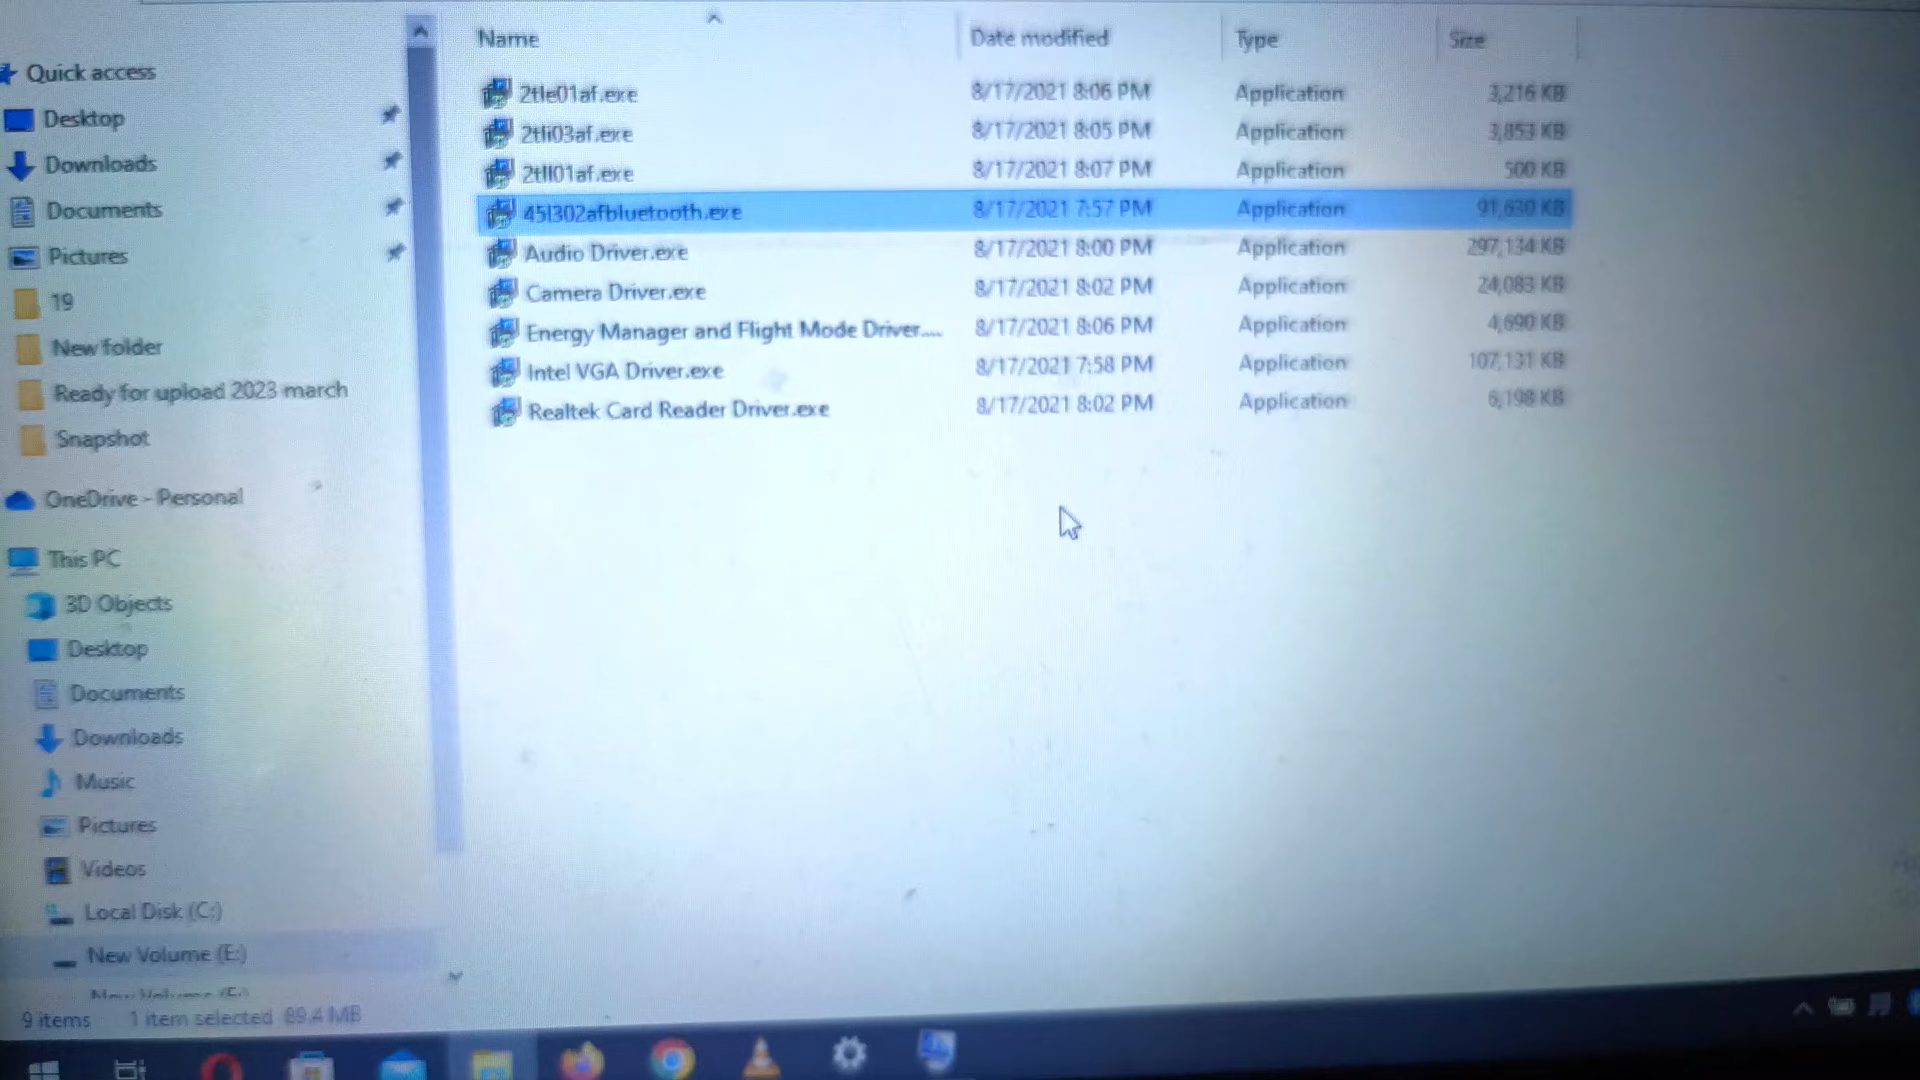 Name Date modified Type Size
Quick access
Desktop
Downloads
Documents
Pictures
19
New folder
Ready for upload 2023 march
Snapshot
OneDrive - Personal
This PC
3D Objects
Desktop
Documents
Downloads
Music
Pictures
Videos
Local Disk (C:)
New Volume (E:)
2tle01af.exe 8/17/2021 8:06 PM Application 3,216 KB
2tli03af.exe 8/17/2021 8:05 PM Application 3,853 KB
2tll01af.exe 8/17/2021 8:07 PM Application 500 KB
45l302afbluetooth.exe 8/17/2021 7:57 PM Application 91,630 KB
Audio Driver.exe 8/17/2021 8:00 PM Application 297,134 KB
Camera Driver.exe 8/17/2021 8:02 PM Application 24,083 KB
Energy Manager and Flight Mode Driver.... 8/17/2021 8:06 PM Application 4,690 KB
Intel VGA Driver.exe 8/17/2021 7:58 PM Application 107,131 KB
Realtek Card Reader Driver.exe 8/17/2021 8:02 PM Application 6,198 KB
9 items 1 item selected 89.4 MB